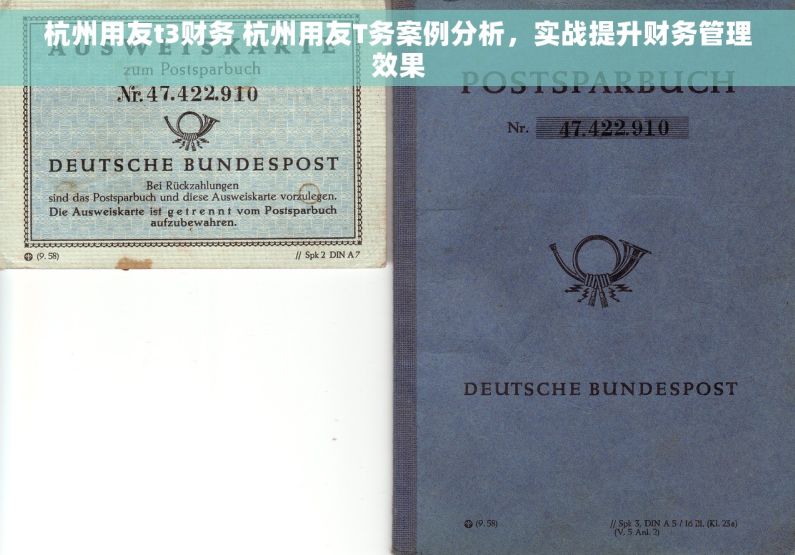 杭州用友t3财务 杭州用友T务案例分析，实战提升财务管理
效果
AUSWEISKARTE
zum Postsparbuch
Nr. 47.422.910
DEUTSCHE BUNDESPOST
Bei Rückzahlungen
sind das Postsparbuch und diese Ausweiskarte vorzulegen.
Die Ausweiskarte ist getrennt vom Postsparbuch
aufzubewahren.
(9. 58)
// Spk 2 DIN A 7
POSTSPARBUCH
Nr. 47.422.910
DEUTSCHE BUNDESPOST
(9. 58)
// Spk 3, DIN A 5 / 16 Bl. (Kl. 23a)
(V. 5 Anl. 2)